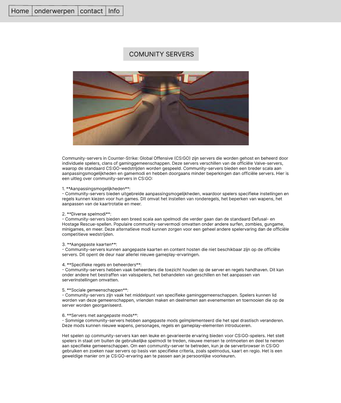 Home
onderwerpen
contact
Info
COMUNITY SERVERS
Community-servers in Counter-Strike: Global Offensive (CS:GO) zijn servers die worden gehost en beheerd door
individuele spelers, clans of gaminggemeenschappen. Deze servers verschillen van de officiële Valve-servers,
waarop de standaard CS:GO-wedstrijden worden gespeeld. Community-servers bieden een breder scala aan
aanpassingsmogelijkheden en gamemodi en hebben doorgaans minder beperkingen dan officiële servers. Hier is
een uitleg over community-servers in CS:GO:
1. **Aanpassingsmogelijkheden**:
- Community-servers bieden uitgebreide aanpassingsmogelijkheden, waardoor spelers specifieke instellingen en
regels kunnen kiezen voor hun games. Dit omvat het instellen van rondetijden, het beperken van wapens, het
aanpassen van de kaartrotatie en meer.
2. **Diverse spelmodi**:
- Community-servers bieden een breed scala aan spelmodi die verder gaan dan de standaard Defusal- en
Hostage Rescue-spellen. Populaire community-servermodi omvatten onder andere surfen, zombies, gungame,
minigames, en meer. Deze alternatieve modi kunnen zorgen voor een geheel andere spelervaring dan de officiële
competitieve wedstrijden.
3. **Aangepaste kaarten**:
- Community-servers kunnen aangepaste kaarten en content hosten die niet beschikbaar zijn op de officiële
servers. Dit opent de deur naar allerlei nieuwe gameplay-ervaringen.
4. **Specifieke regels en beheerders**:
- Community-servers hebben vaak beheerders die toezicht houden op de server en regels handhaven. Dit kan
onder andere het bestraffen van valsspelers, het behandelen van geschillen en het aanpassen van
serverinstellingen omvatten.
5. **Sociale gemeenschappen**:
- Community-servers zijn vaak het middelpunt van specifieke gaminggemeenschappen. Spelers kunnen lid
worden van deze gemeenschappen, vrienden maken en deelnemen aan evenementen en toernooien die op de
server worden georganiseerd.
6. **Servers met aangepaste mods**:
- Sommige community-servers hebben aangepaste mods geïmplementeerd die het spel drastisch veranderen.
Deze mods kunnen nieuwe wapens, personages, regels en gameplay-elementen introduceren.
Het spelen op community-servers kan een leuke en gevarieerde ervaring bieden voor CS:GO-spelers. Het stelt
spelers in staat om buiten de gebruikelijke spelmodi te treden, nieuwe mensen te ontmoeten en deel te nemen
aan specifieke gemeenschappen. Om een community-server te betreden, kun je de serverbrowser in CS:GO
gebruiken en zoeken naar servers op basis van specifieke criteria, zoals spelmodus, kaart en regio. Het is een
geweldige manier om je CS:GO-ervaring aan te passen aan je persoonlijke voorkeuren.